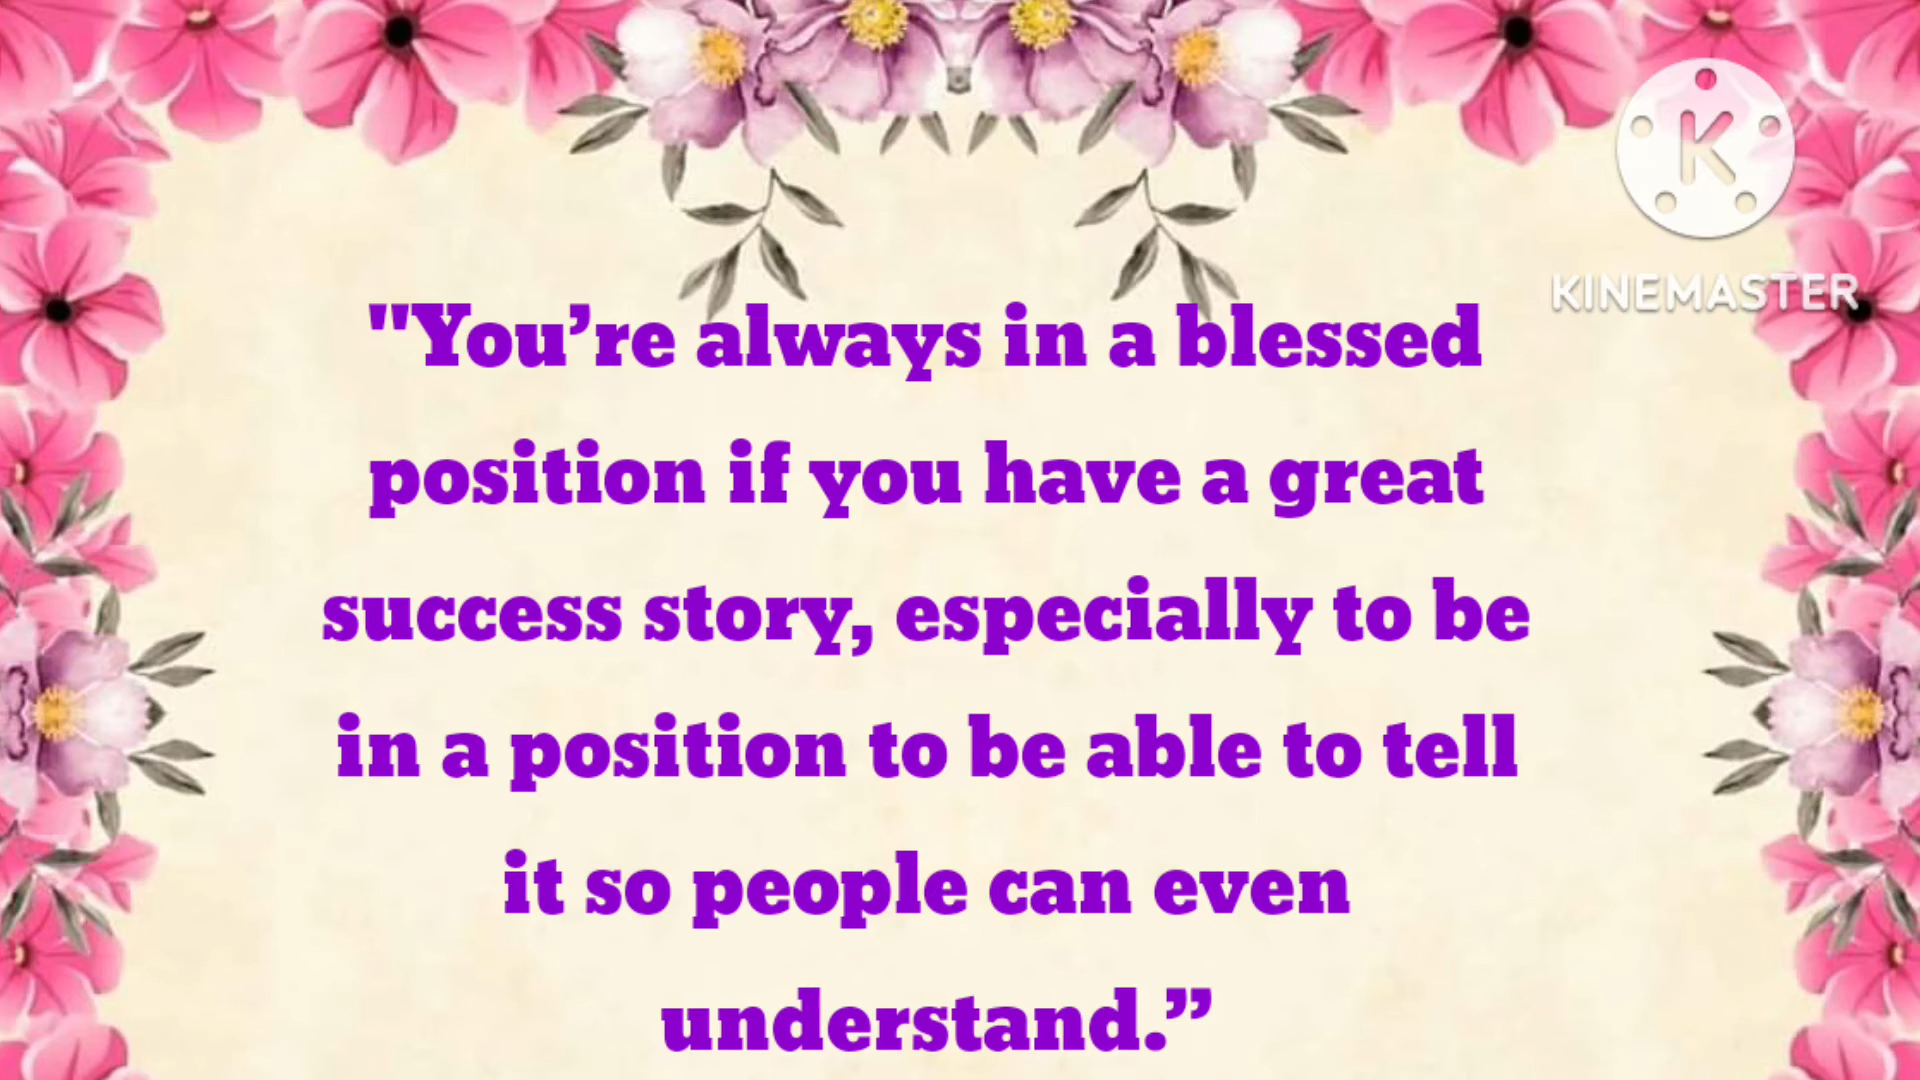 K
KINEMASTER
"You’re always in a blessed
position if you have a great
success story, especially to be
in a position to be able to tell
it so people can even
understand.”